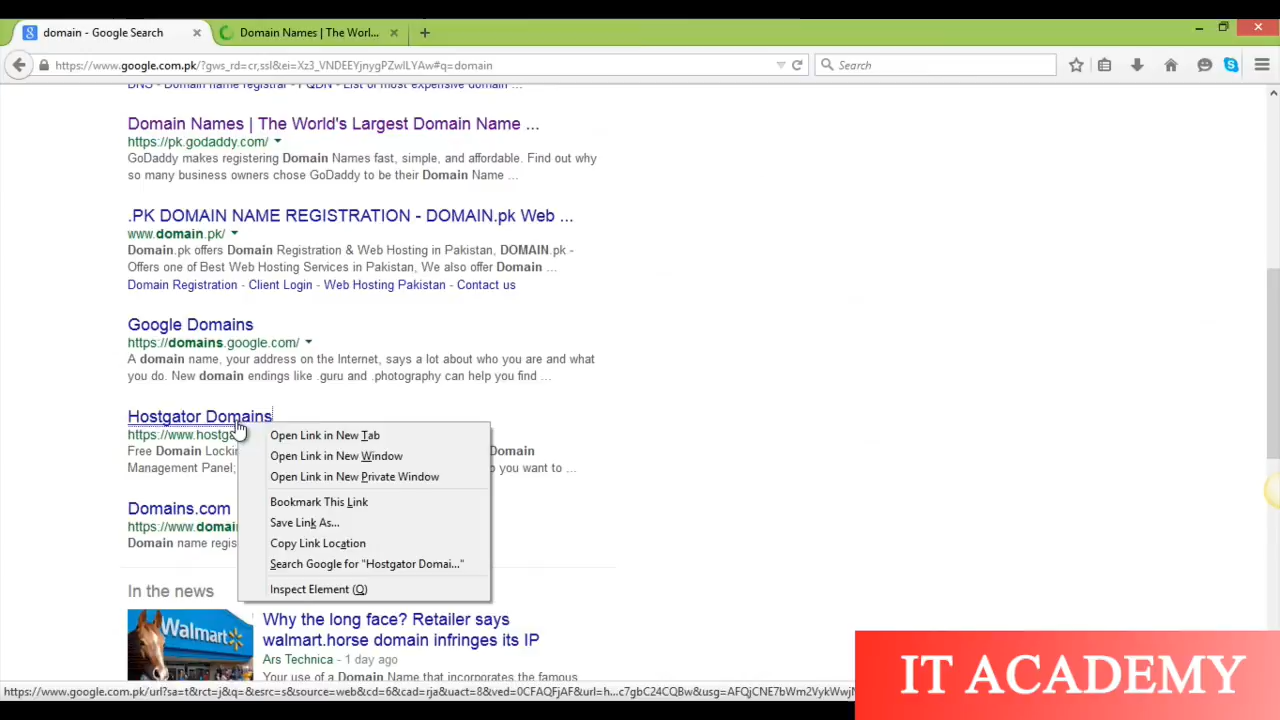 domain - Google Search
Domain Names | The Worl...
https://www.google.com.pk/?gws_rd=cr,ssl&ei=Xz3_VNDEEYjnygPZwILYAw#q=domain
Search
DNS - Domain name registrar - FQDN - List of most expensive domain ...
Domain Names | The World's Largest Domain Name ...
https://pk.godaddy.com/
GoDaddy makes registering Domain Names fast, simple, and affordable. Find out why
so many business owners chose GoDaddy to be their Domain Name ...
.PK DOMAIN NAME REGISTRATION - DOMAIN.pk Web ...
www.domain.pk/
Domain.pk offers Domain Registration & Web Hosting in Pakistan, DOMAIN.pk -
Offers one of Best Web Hosting Services in Pakistan, We also offer Domain ...
Domain Registration - Client Login - Web Hosting Pakistan - Contact us
Google Domains
https://domains.google.com/
A domain name, your address on the Internet, says a lot about who you are and what
you do. New domain endings like .guru and .photography can help you find ...
Hostgator Domains
https://www.hostg
Free Domain Locki Domain
Management Panel; p you want to ...
Open Link in New Tab
Open Link in New Window
Open Link in New Private Window
Bookmark This Link
Save Link As...
Copy Link Location
Search Google for "Hostgator Domai..."
Inspect Element (Q)
Domains.com
https://www.domai
Domain name regis
In the news
Walmart
Why the long face? Retailer says
walmart.horse domain infringes its IP
Ars Technica - 1 day ago
Your use of a Domain Name that incorporates the famous
https://www.google.com.pk/url?sa=t&rct=j&q=&esrc=s&source=web&cd=6&cad=rja&uact=8&ved=0CFAQFjAF&url=h...c7gbC24CQBw&usg=AFQjCNE7bWm2VykWwJ
IT ACADEMY